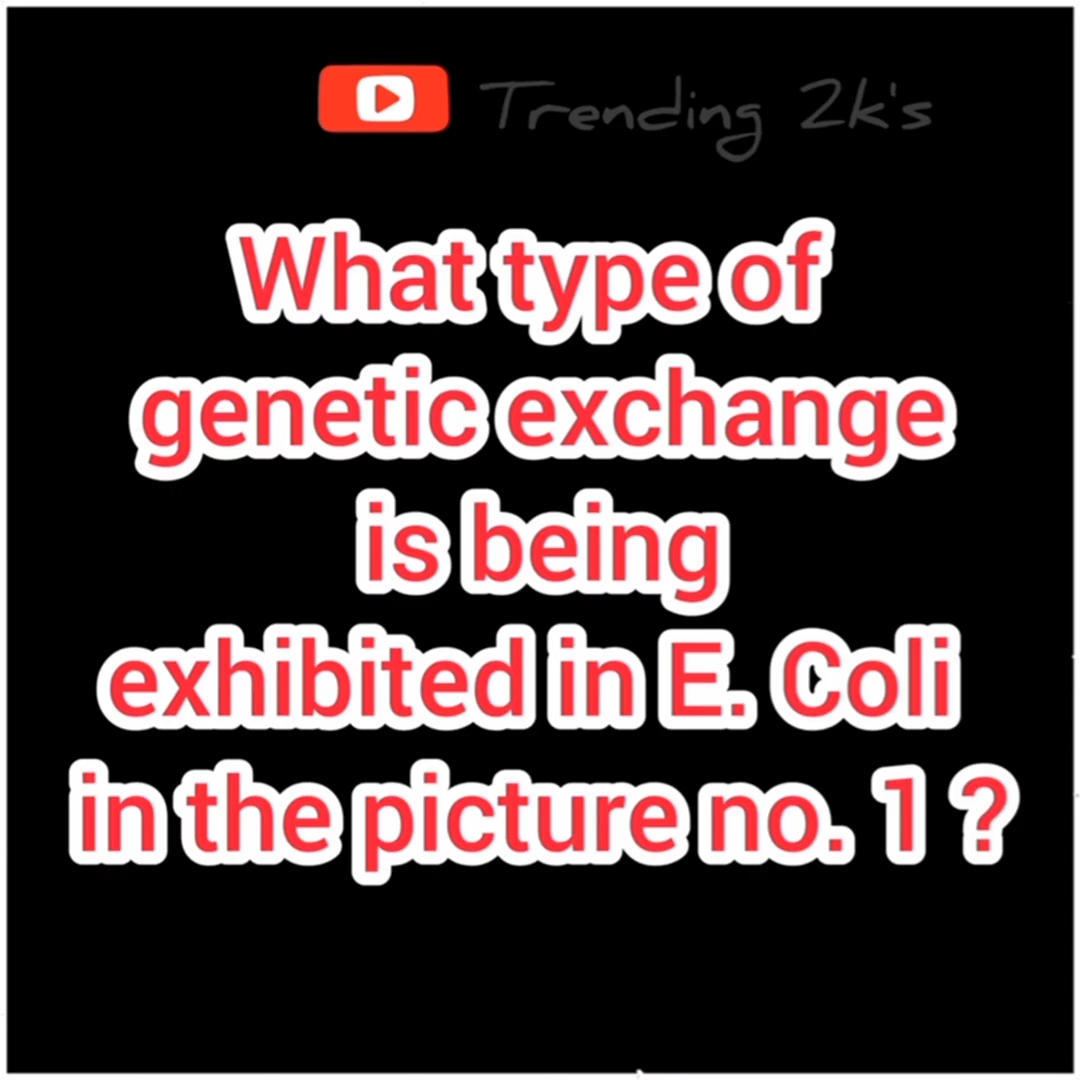 Trending 2k's
What type of
genetic exchange
is being
exhibited in E. Coli
in the picture no. 1 ?